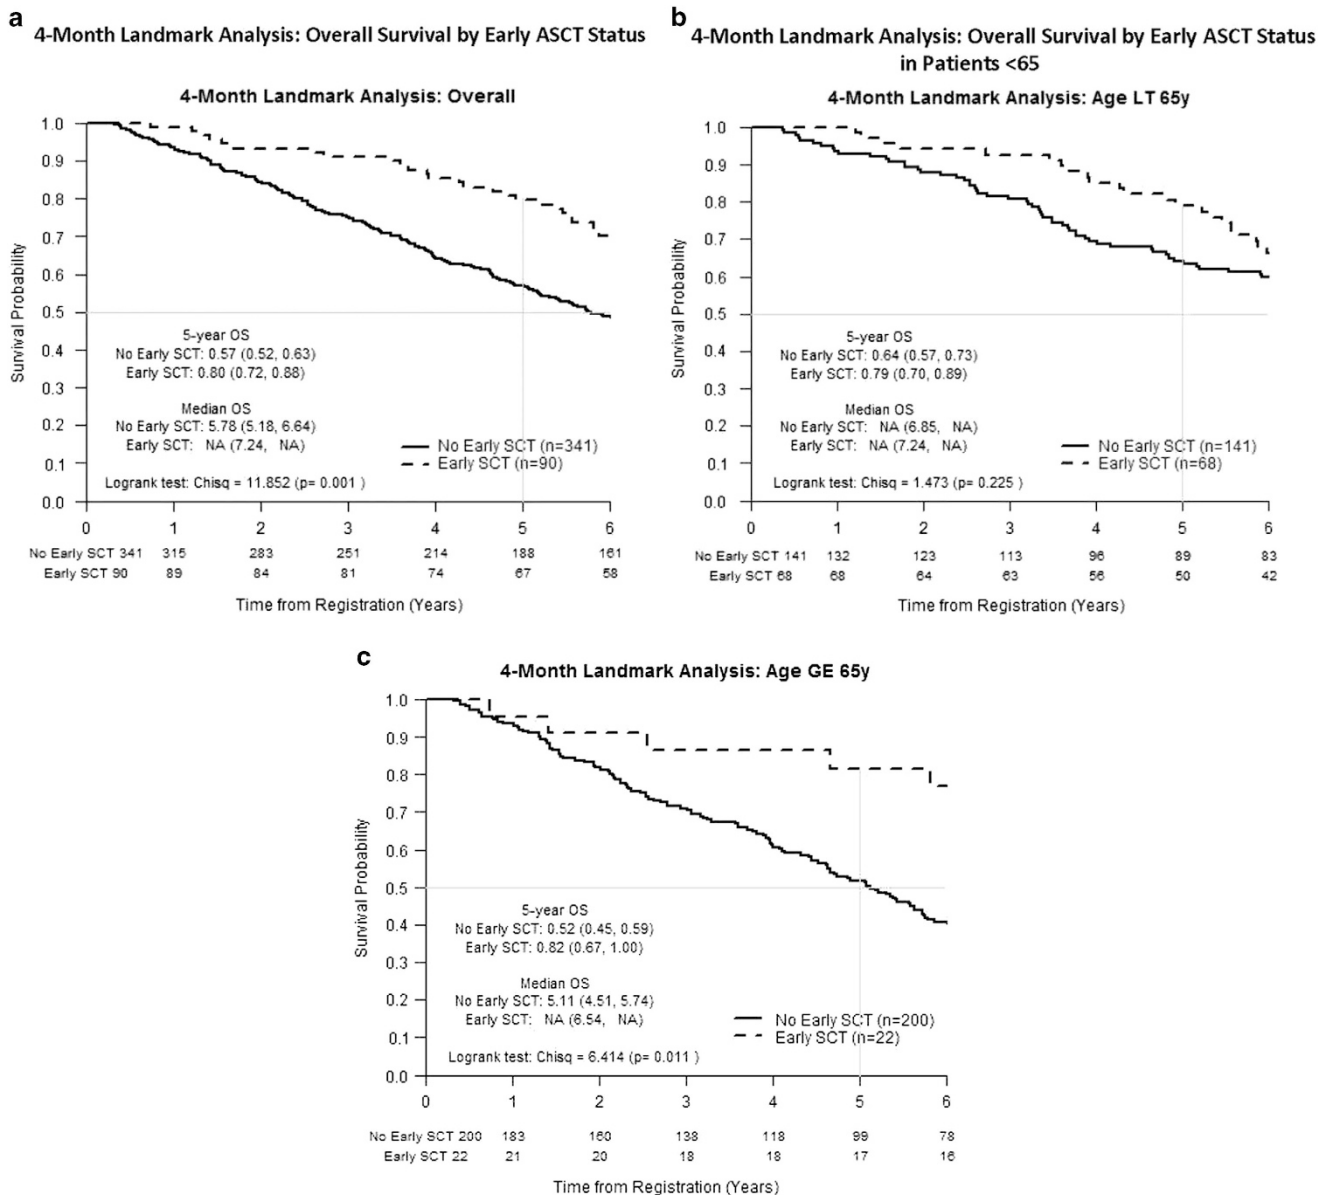 a
4-Month Landmark Analysis: Overall Survival by Early ASCT Status
4-Month Landmark Analysis: Overall
Survival Probability
1.0
0.9
0.8
0.7
0.6
0.5
0.4
0.3
0.2
0.1
0.0
5-year OS
No Early SCT: 0.57 (0.52, 0.63)
Early SCT: 0.80 (0.72, 0.88)
Median OS
No Early SCT: 5.78 (5.18, 6.64)
Early SCT: NA (7.24, NA)
No Early SCT (n=341)
Early SCT (n=90)
Logrank test: Chisq = 11.852 (p= 0.001 )
0 1 2 3 4 5 6
No Early SCT 341 315 283 251 214 188 161
Early SCT 90 89 84 81 74 67 58
Time from Registration (Years)
b
4-Month Landmark Analysis: Overall Survival by Early ASCT Status
in Patients <65
4-Month Landmark Analysis: Age LT 65y
Survival Probability
1.0
0.9
0.8
0.7
0.6
0.5
0.4
0.3
0.2
0.1
0.0
5-year OS
No Early SCT: 0.64 (0.57, 0.73)
Early SCT: 0.79 (0.70, 0.89)
Median OS
No Early SCT: NA (6.85, NA)
Early SCT: NA (7.24, NA)
No Early SCT (n=141)
Early SCT (n=68)
Logrank test: Chisq = 1.473 (p= 0.225 )
0 1 2 3 4 5 6
No Early SCT 141 132 123 113 96 89 83
Early SCT 68 68 64 63 56 50 42
Time from Registration (Years)
c
4-Month Landmark Analysis: Age GE 65y
Survival Probability
1.0
0.9
0.8
0.7
0.6
0.5
0.4
0.3
0.2
0.1
0.0
5-year OS
No Early SCT: 0.52 (0.45, 0.59)
Early SCT: 0.82 (0.67, 1.00)
Median OS
No Early SCT: 5.11 (4.51, 5.74)
Early SCT: NA (6.54, NA)
No Early SCT (n=200)
Early SCT (n=22)
Logrank test: Chisq = 6.414 (p= 0.011 )
0 1 2 3 4 5 6
No Early SCT 200 183 160 138 118 99 78
Early SCT 22 21 20 18 18 17 16
Time from Registration (Years)